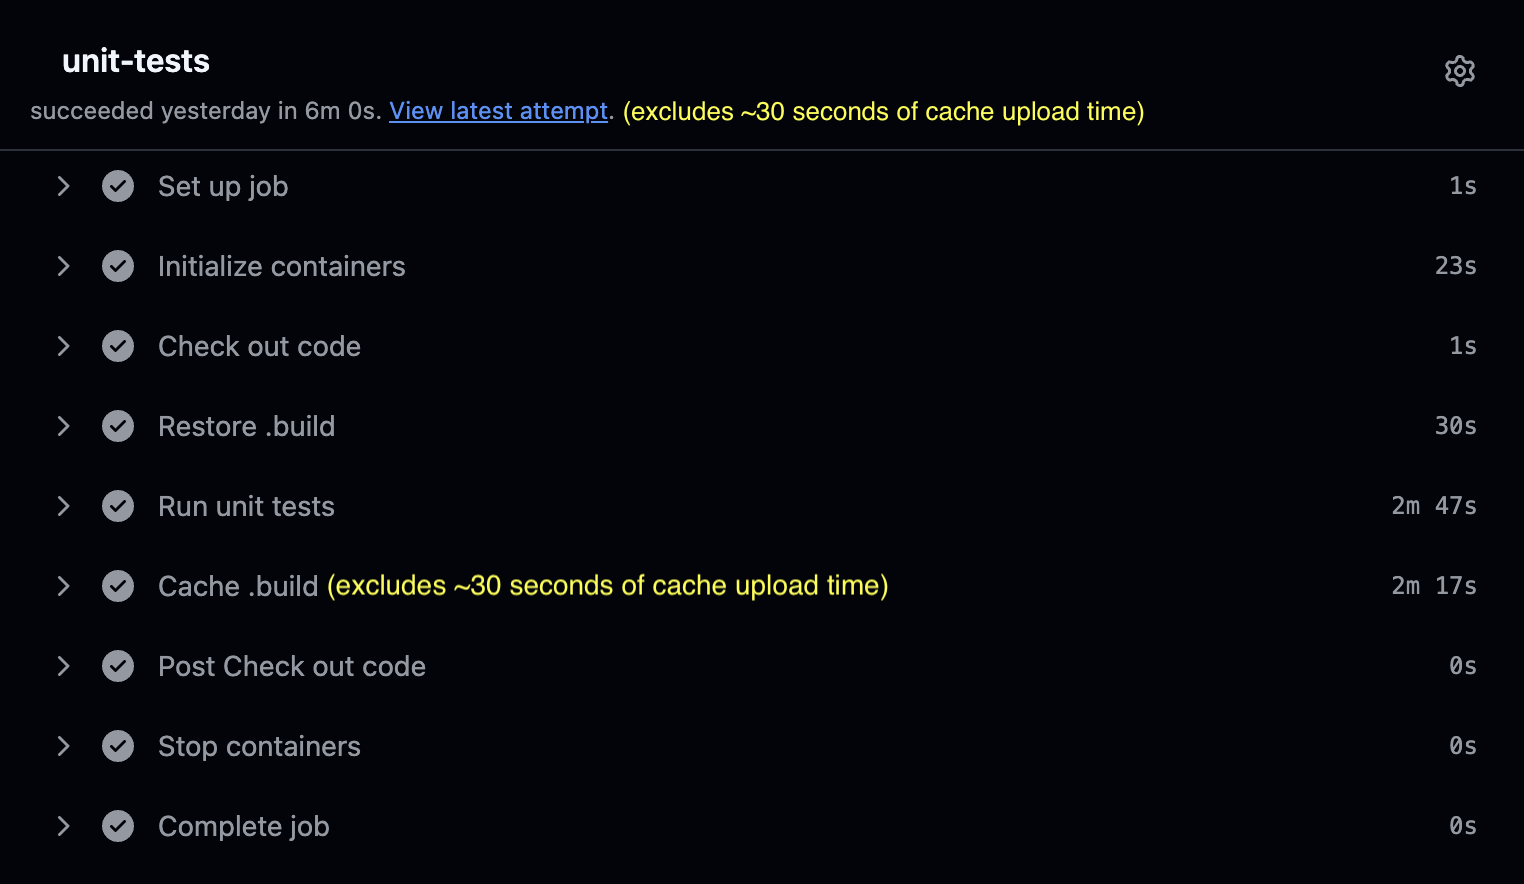 unit-tests
succeeded yesterday in 6m 0s. View latest attempt. (excludes ~30 seconds of cache upload time)
Set up job 1s
Initialize containers 23s
Check out code 1s
Restore .build 30s
Run unit tests 2m 47s
Cache .build (excludes ~30 seconds of cache upload time) 2m 17s
Post Check out code 0s
Stop containers 0s
Complete job 0s